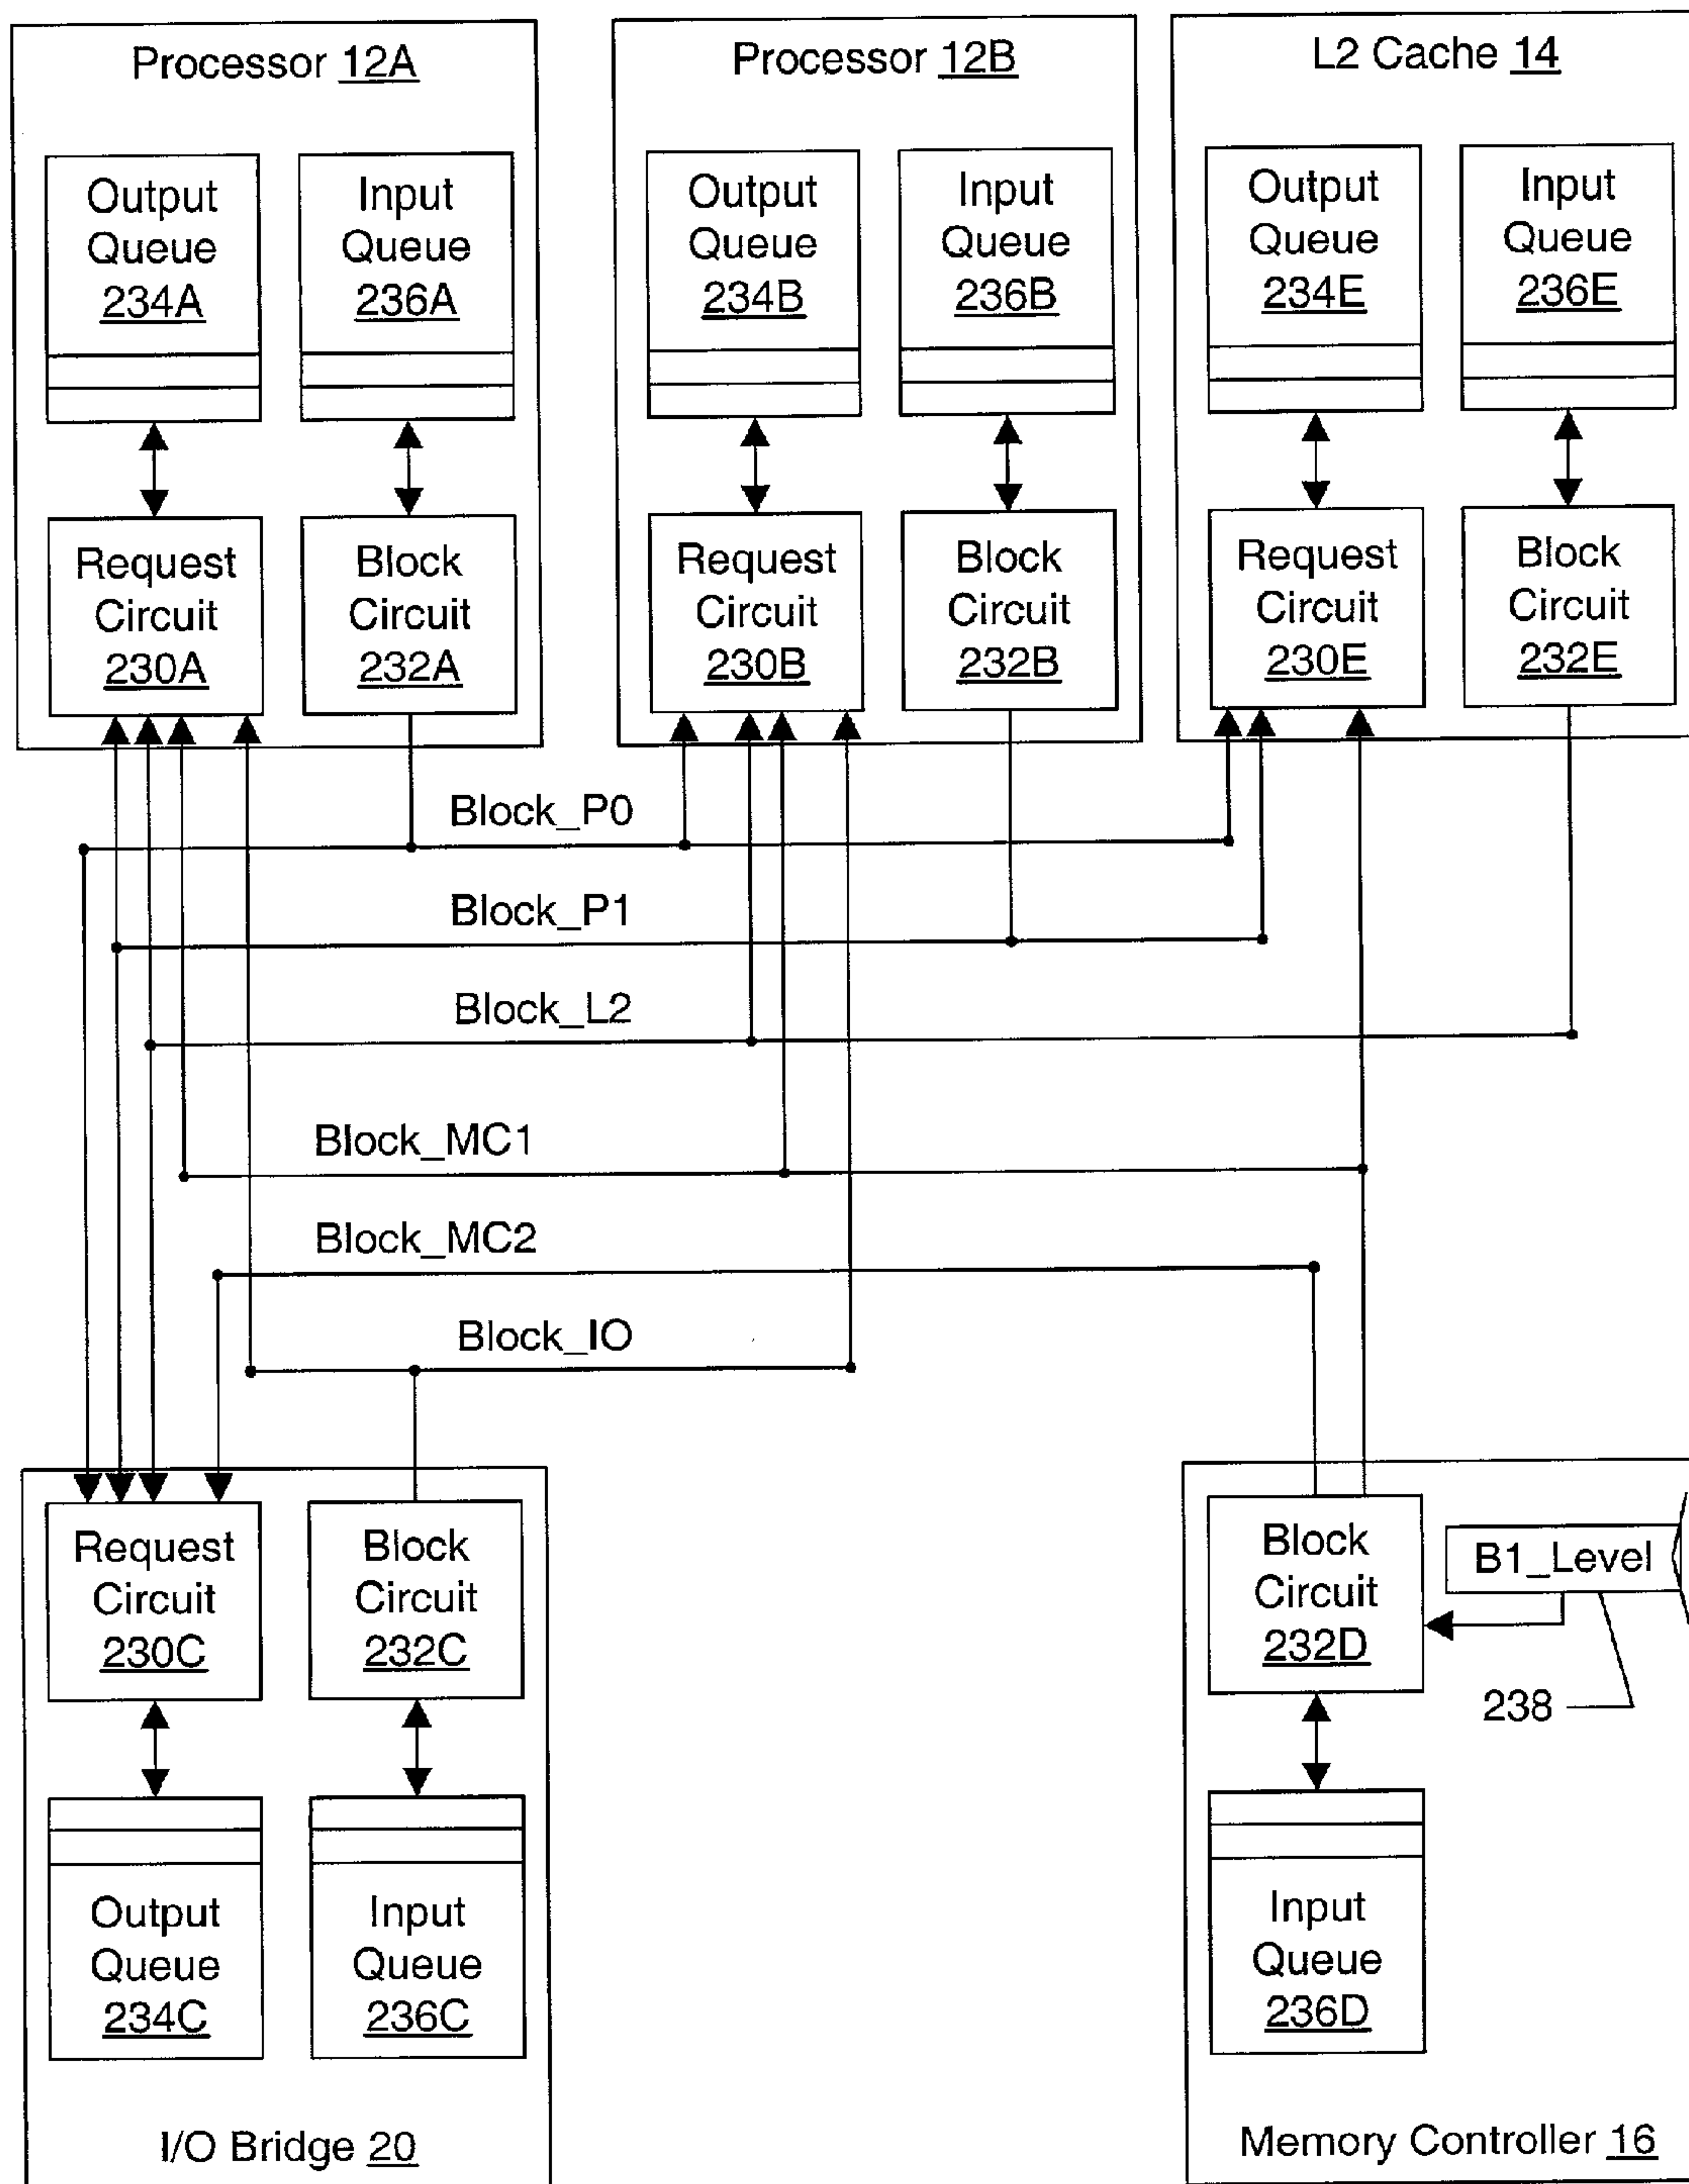 Processor 12A
Output
Queue
234A
Input
Queue
236A
Request
Circuit
230A
Block
Circuit
232A
Processor 12B
Output
Queue
234B
Input
Queue
236B
Request
Circuit
230B
Block
Circuit
232B
L2 Cache 14
Output
Queue
234E
Input
Queue
236E
Request
Circuit
230E
Block
Circuit
232E
Block_P0
Block_P1
Block_L2
Block_MC1
Block_MC2
Block_IO
Request
Circuit
230C
Block
Circuit
232C
Output
Queue
234C
Input
Queue
236C
I/O Bridge 20
Block
Circuit
232D
B1_Level
238
Input
Queue
236D
Memory Controller 16